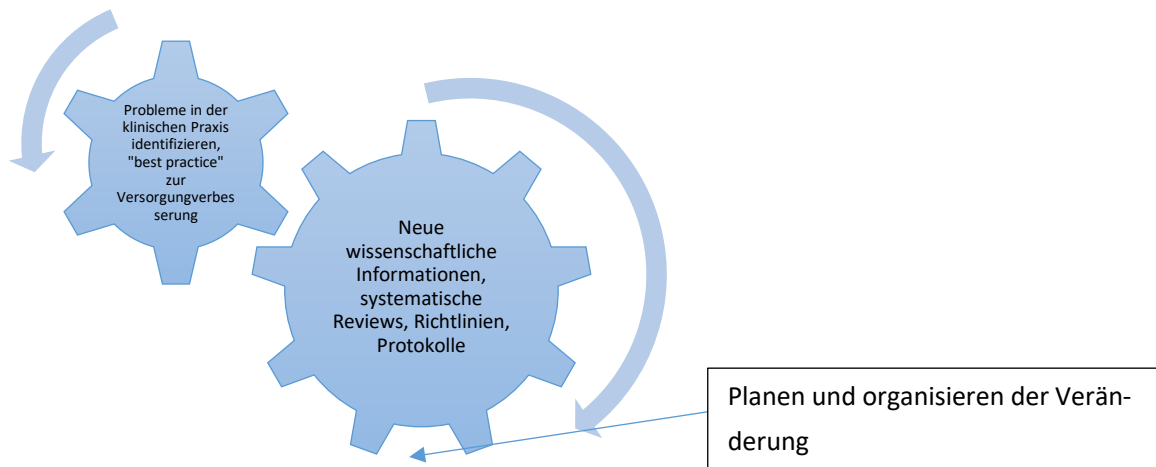 Probleme in der
klinischen Praxis
identifizieren,
"best practice"
zur
Versorgungverbes
serung
Neue
wissenschaftliche
Informationen,
systematische
Reviews, Richtlinien,
Protokolle
Planen und organisieren der Verän-
derung